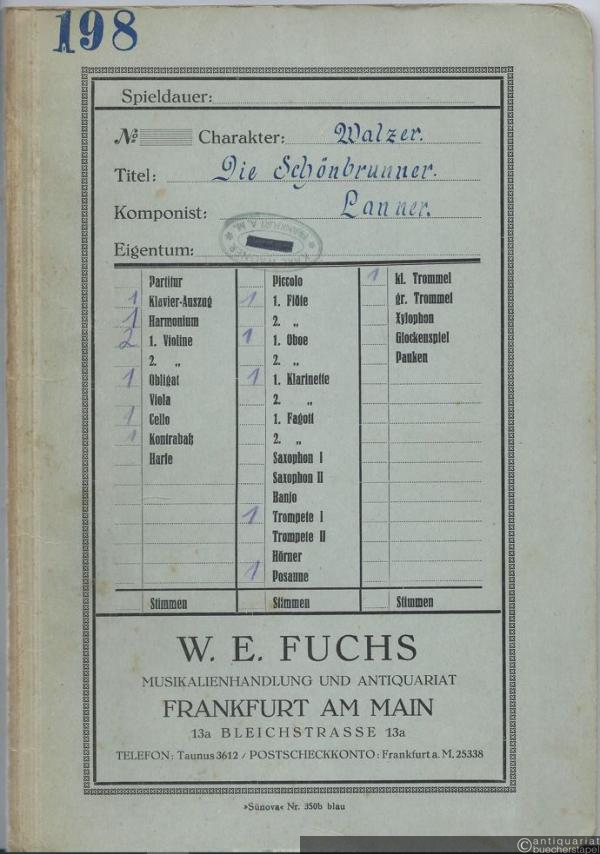 198
Spieldauer:
No Charakter: Walzer.
Titel: Die Schönbrunner.
Komponist: Lanner.
Eigentum:
FRANKFURT A. M.
Partitur
1 Klavier-Auszug
1 Harmonium
2 1. Violine
2. „
1 Obligat
Viola
1 Cello
1 Kontrabaß
Harfe
Stimmen
Piccolo
1 1. Flöte
2. „
1 1. Oboe
2. „
1 1. Klarinette
2. „
1. Fagott
2. „
Saxophon I
Saxophon II
Banjo
1 Trompete I
Trompete II
Hörner
1 Posaune
Stimmen
1 kl. Trommel
gr. Trommel
Xylophon
Glockenspiel
Pauken
Stimmen
W. E. FUCHS
MUSIKALIENHANDLUNG UND ANTIQUARIAT
FRANKFURT AM MAIN
13a BLEICHSTRASSE 13a
TELEFON: Taunus 3612 / POSTSCHECKKONTO: Frankfurt a. M. 25338
»Sünova« Nr. 350b blau
©antiquariat
buecherstapel